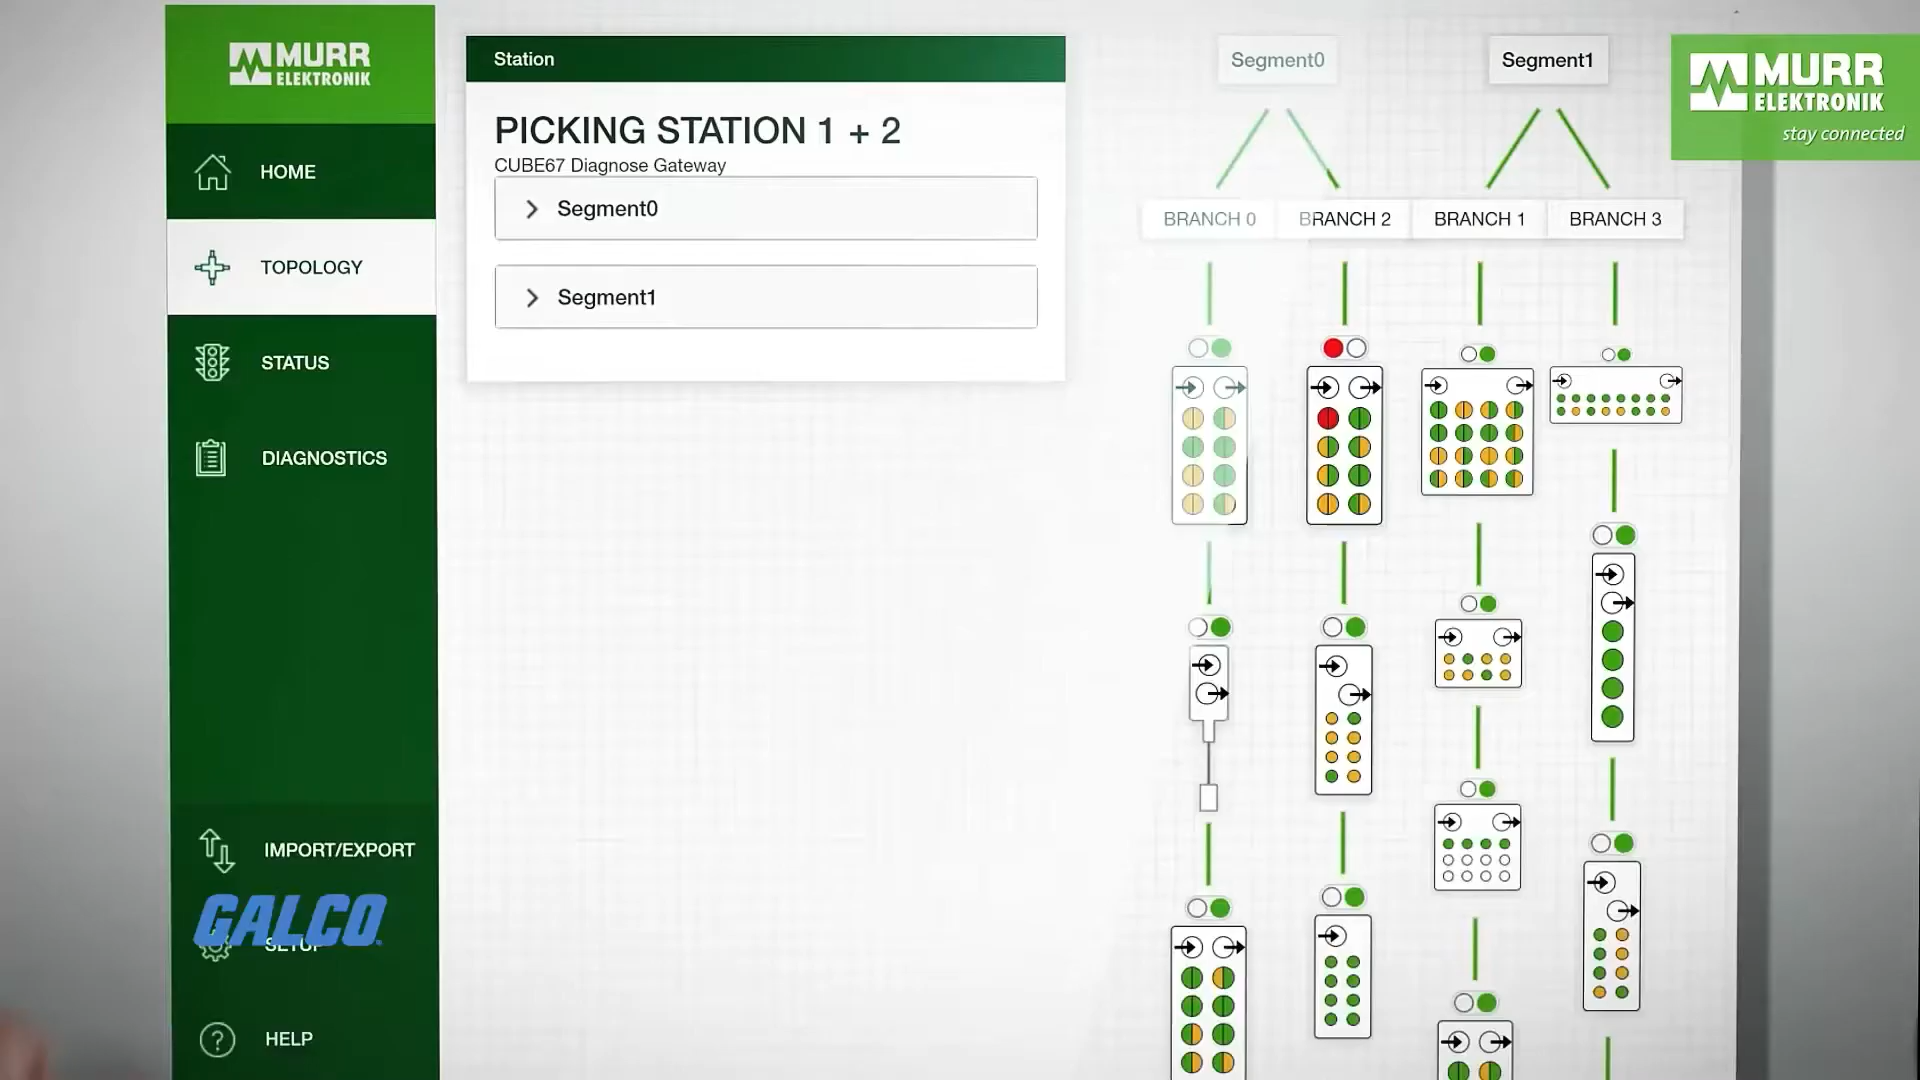 MURR
ELEKTRONIK
HOME
TOPOLOGY
STATUS
DIAGNOSTICS
IMPORT/EXPORT
GALCO
SETUP
HELP
Station
PICKING STATION 1 + 2
CUBE67 Diagnose Gateway
Segment0
Segment1
Segment0
Segment1
BRANCH 0
BRANCH 2
BRANCH 1
BRANCH 3
MURR
ELEKTRONIK
stay connected